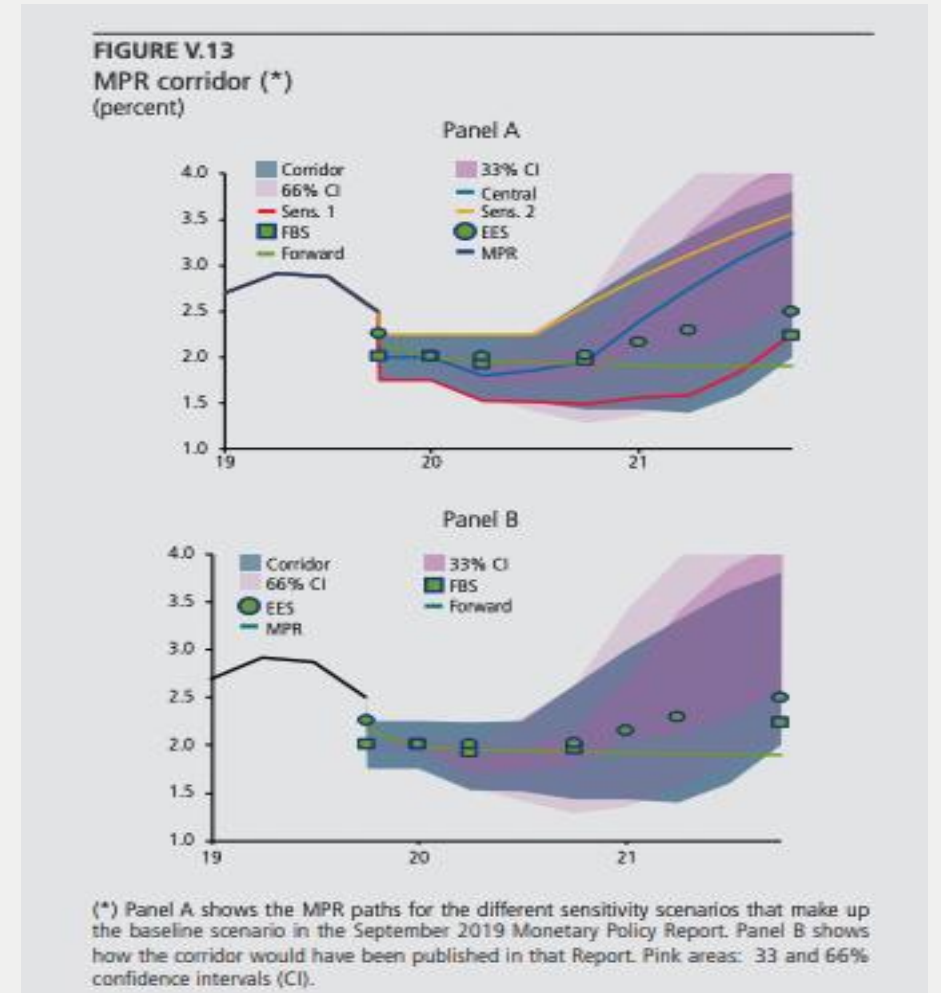 FIGURE V.13
MPR corridor (*)
(percent)
Panel A
Corridor 33% CI
66% CI Central
Sens. 1 Sens. 2
FBS EES
Forward MPR
4.0
3.5
3.0
2.5
2.0
1.5
1.0
19 20 21
Panel B
Corridor 33% CI
66% CI FBS
EES Forward
MPR
4.0
3.5
3.0
2.5
2.0
1.5
1.0
19 20 21
(*) Panel A shows the MPR paths for the different sensitivity scenarios that make up
the baseline scenario in the September 2019 Monetary Policy Report. Panel B shows
how the corridor would have been published in that Report. Pink areas: 33 and 66%
confidence intervals (CI).